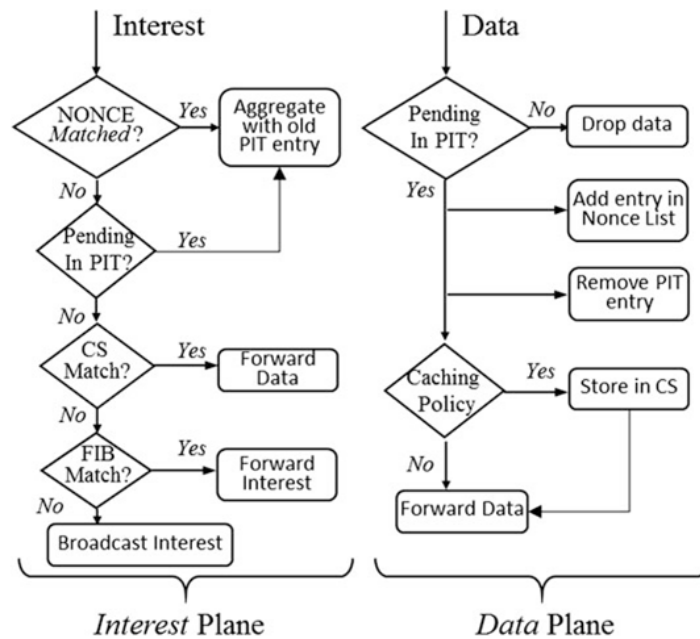 Interest
NONCE
Matched?
Yes
Aggregate
with old
PIT entry
No
Pending
In PIT?
Yes
No
CS
Match?
Yes
Forward
Data
No
FIB
Match?
Yes
Forward
Interest
No
Broadcast Interest
Interest Plane
Data
Pending
In PIT?
No
Drop data
Yes
Add entry in
Nonce List
Remove PIT
entry
Caching
Policy
Yes
Store in CS
No
Forward Data
Data Plane